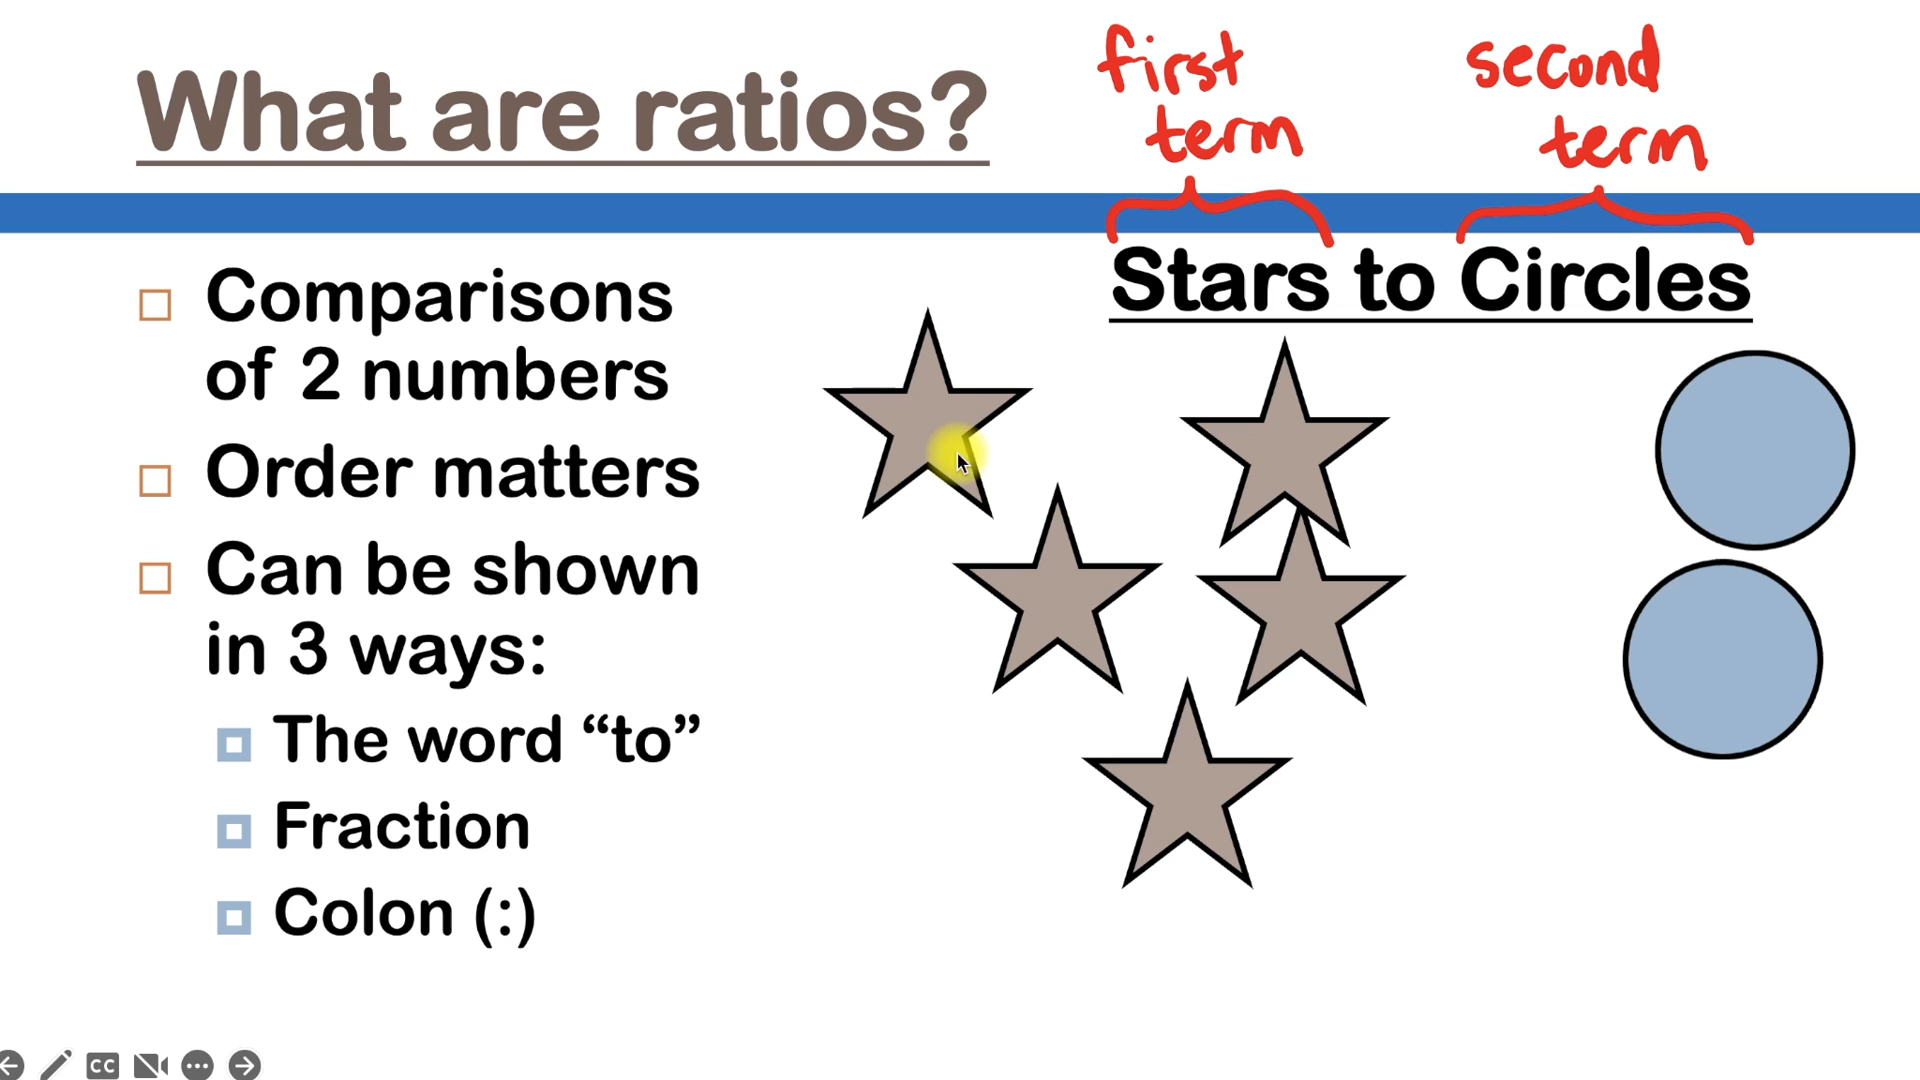 What are ratios?
first
term
second
term
Stars to Circles
Comparisons
of 2 numbers
Order matters
Can be shown
in 3 ways:
The word “to”
Fraction
Colon (:)
CC